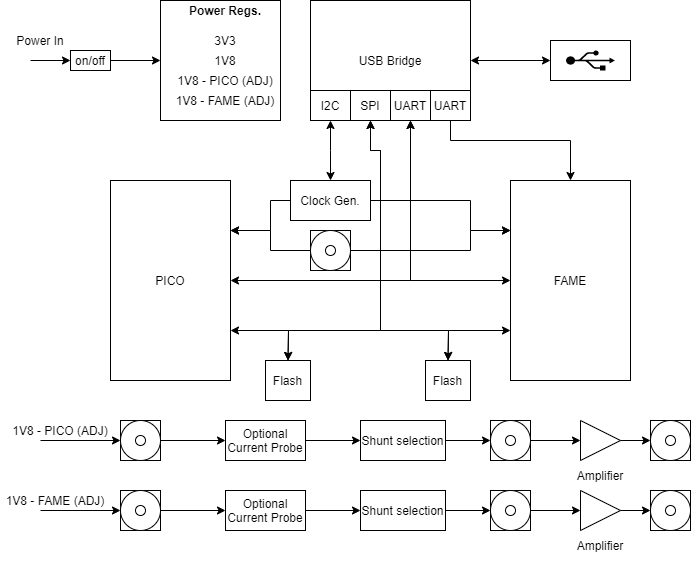 Power Regs.
Power In
on/off
3V3
1V8
1V8 - PICO (ADJ)
1V8 - FAME (ADJ)
USB Bridge
I2C
SPI
UART
UART
Clock Gen.
PICO
FAME
Flash
Flash
1V8 - PICO (ADJ)
Optional
Current Probe
Shunt selection
Amplifier
1V8 - FAME (ADJ)
Optional
Current Probe
Shunt selection
Amplifier